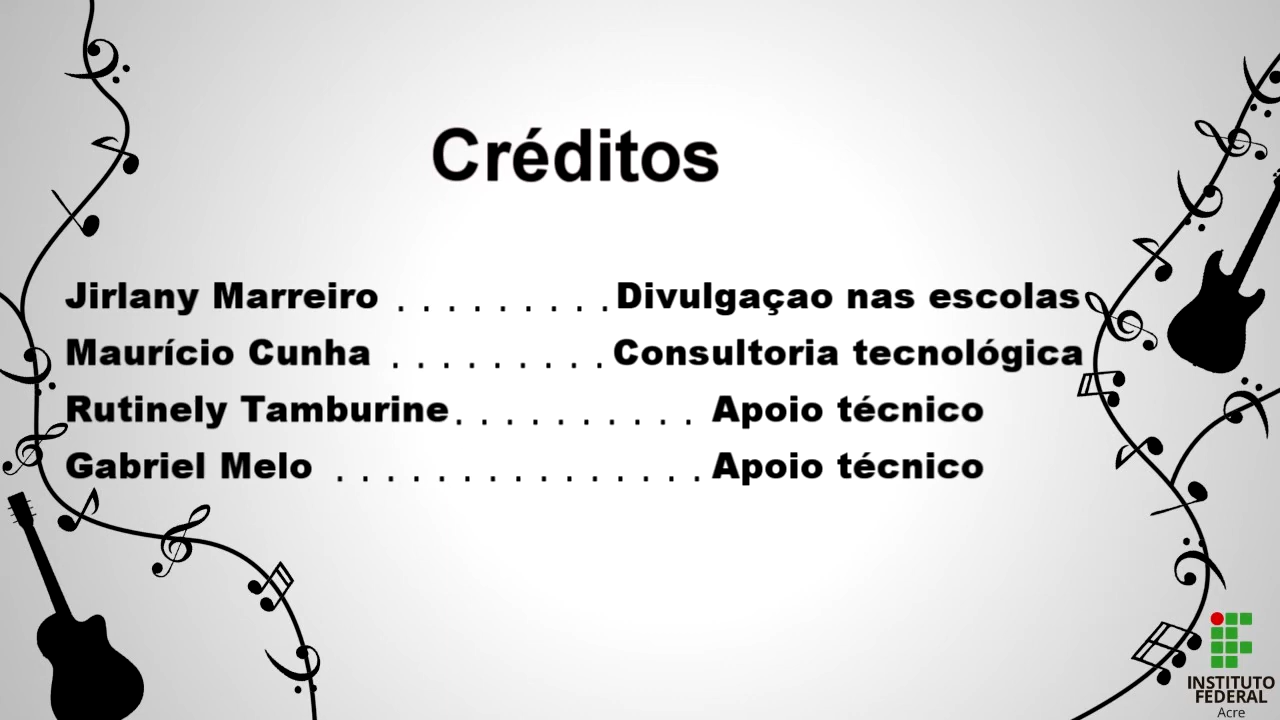 Créditos
Jirlany Marreiro . . . . . . . . . Divulgaçao nas escolas
Maurício Cunha . . . . . . . . . Consultoria tecnológica
Rutinely Tamburine. . . . . . . . . . Apoio técnico
Gabriel Melo . . . . . . . . . . . . . . . Apoio técnico
INSTITUTO
FEDERAL
Acre